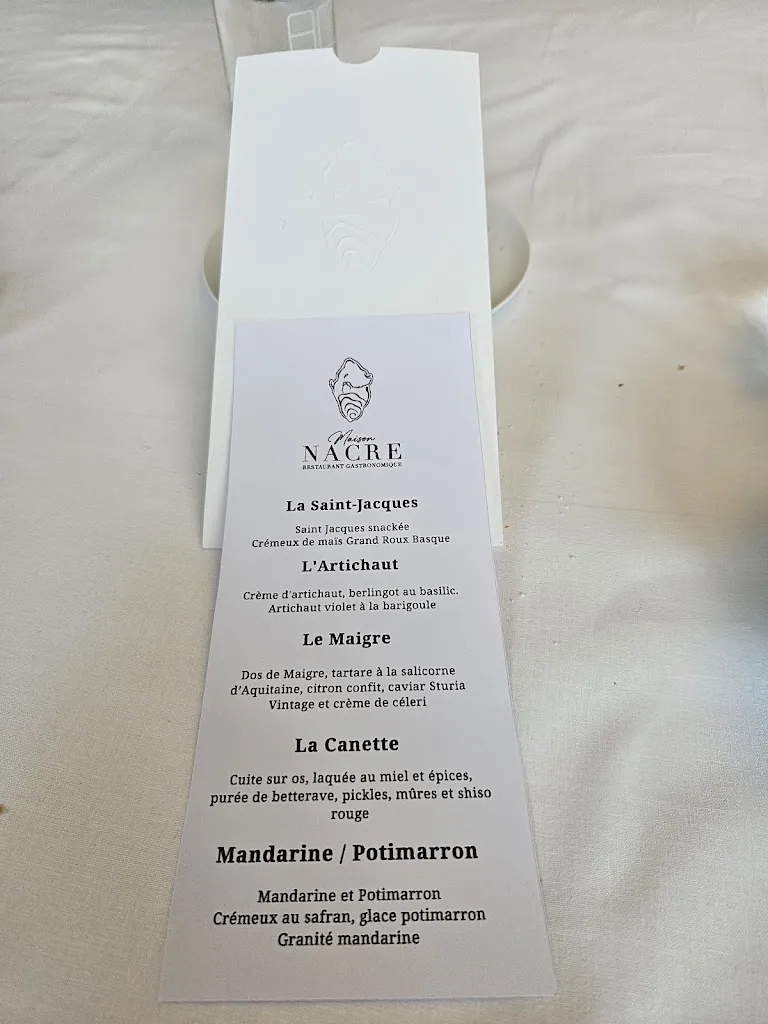 Maison
NACRE
RESTAURANT GASTRONOMIQUE
La Saint-Jacques
Saint Jacques snackée
Crémeux de maïs Grand Roux Basque
L'Artichaut
Crème d'artichaut, berlingot au basilic.
Artichaut violet à la barigoule
Le Maigre
Dos de Maigre, tartare à la salicorne
d'Aquitaine, citron confit, caviar Sturia
Vintage et crème de céleri
La Canette
Cuite sur os, laquée au miel et épices,
purée de betterave, pickles, mûres et shiso
rouge
Mandarine / Potimarron
Mandarine et Potimarron
Crémeux au safran, glace potimarron
Granité mandarine